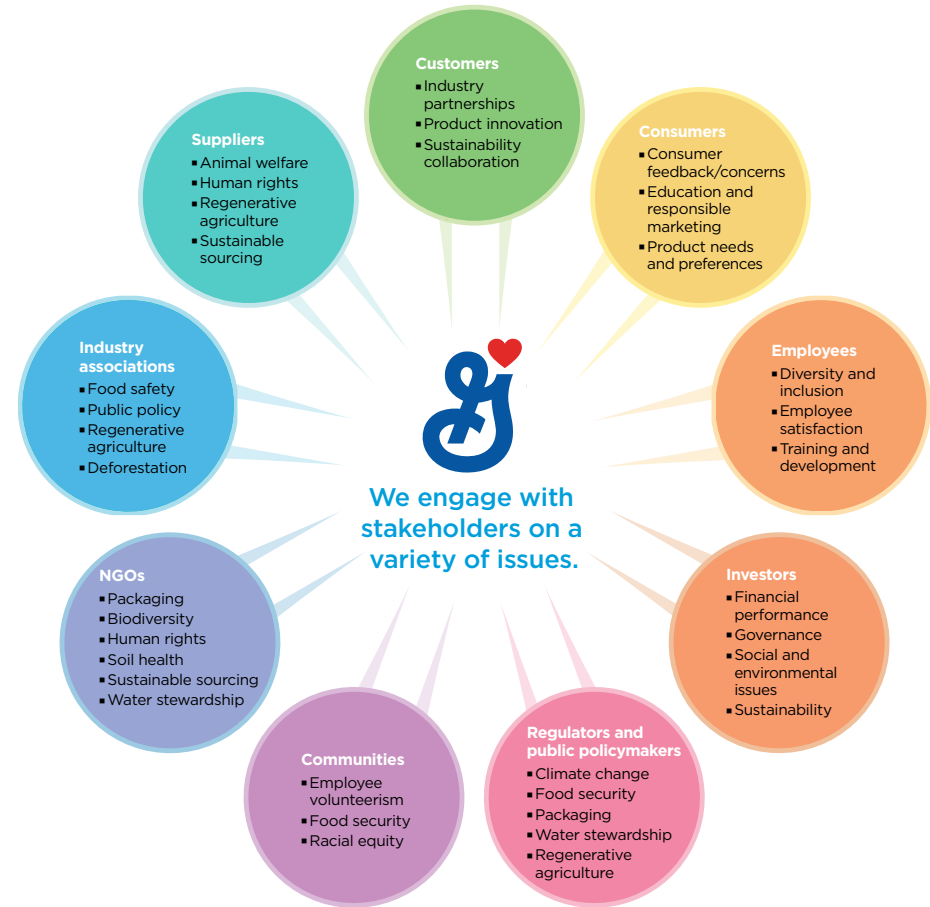 Customers
▪ Industry
partnerships
▪ Product innovation
▪ Sustainability
collaboration
Consumers
▪ Consumer
feedback/concerns
▪ Education and
responsible
marketing
▪ Product needs
and preferences
Employees
▪ Diversity and
inclusion
▪ Employee
satisfaction
▪ Training and
development
Investors
▪ Financial
performance
▪ Governance
▪ Social and
environmental
issues
▪ Sustainability
Regulators and
public policymakers
▪ Climate change
▪ Food security
▪ Packaging
▪ Water stewardship
▪ Regenerative
agriculture
Communities
▪ Employee
volunteerism
▪ Food security
▪ Racial equity
NGOs
▪ Packaging
▪ Biodiversity
▪ Human rights
▪ Soil health
▪ Sustainable sourcing
▪ Water stewardship
Industry
associations
▪ Food safety
▪ Public policy
▪ Regenerative
agriculture
▪ Deforestation
Suppliers
▪ Animal welfare
▪ Human rights
▪ Regenerative
agriculture
▪ Sustainable
sourcing
G
We engage with
stakeholders on a
variety of issues.